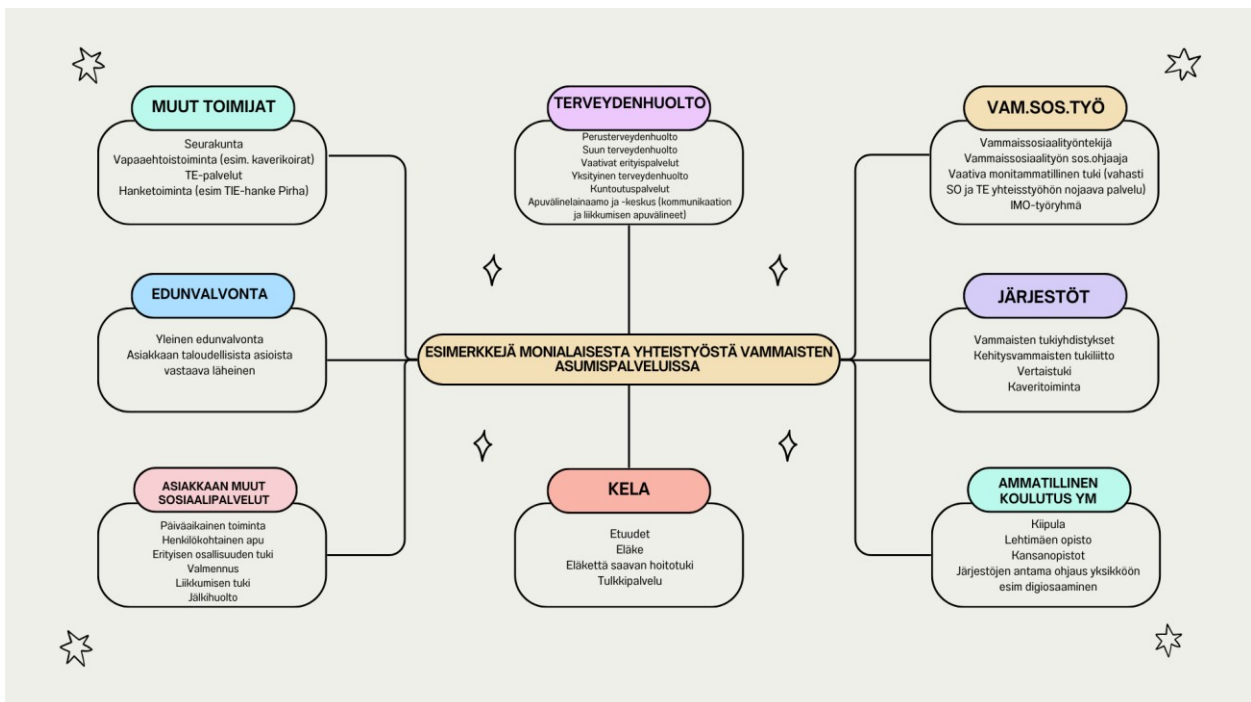 MUUT TOIMIJAT
Seurakunta
Vapaaehtoistoiminta (esim. kaverikoirat)
TE-palvelut
Hanketoiminta (esim TIE-hanke Pirha)
TERVEYDENHUOLTO
Perusterveydenhuolto
Suun terveydenhuolto
Vaativat erityispalvelut
Yksityinen terveydenhuolto
Kuntoutuspalvelut
Apuvälinelainaamo ja -keskus (kommunikaation
ja liikkumisen apuvälineet)
VAM.SOS.TYÖ
Vammaissosiaalityöntekijä
Vammaissosiaalityön sos.ohjaaja
Vaativa monitammatillinen tuki (vahasti
SO ja TE yhteisstyöhön nojaava palvelu)
IMO-työryhmä
EDUNVALVONTA
Yleinen edunvalvonta
Asiakkaan taloudellisista asioista
vastaava läheinen
ESIMERKKEJÄ MONIALAISESTA YHTEISTYÖSTÄ VAMMAISTEN
ASUMISPALVELUISSA
JÄRJESTÖT
Vammaisten tukiyhdistykset
Kehitysvammaisten tukiliitto
Vertaistuki
Kaveritoiminta
ASIAKKAAN MUUT
SOSIAALIPALVELUT
Päiväaikainen toiminta
Henkilökohtainen apu
Erityisen osallisuuden tuki
Valmennus
Liikkumisen tuki
Jälkihuolto
KELA
Etuudet
Eläke
Eläkettä saavan hoitotuki
Tulkkipalvelu
AMMATILLINEN
KOULUTUS YM
Kiipula
Lehtimäen opisto
Kansanopistot
Järjestöjen antama ohjaus yksikköön
esim digiosaaminen